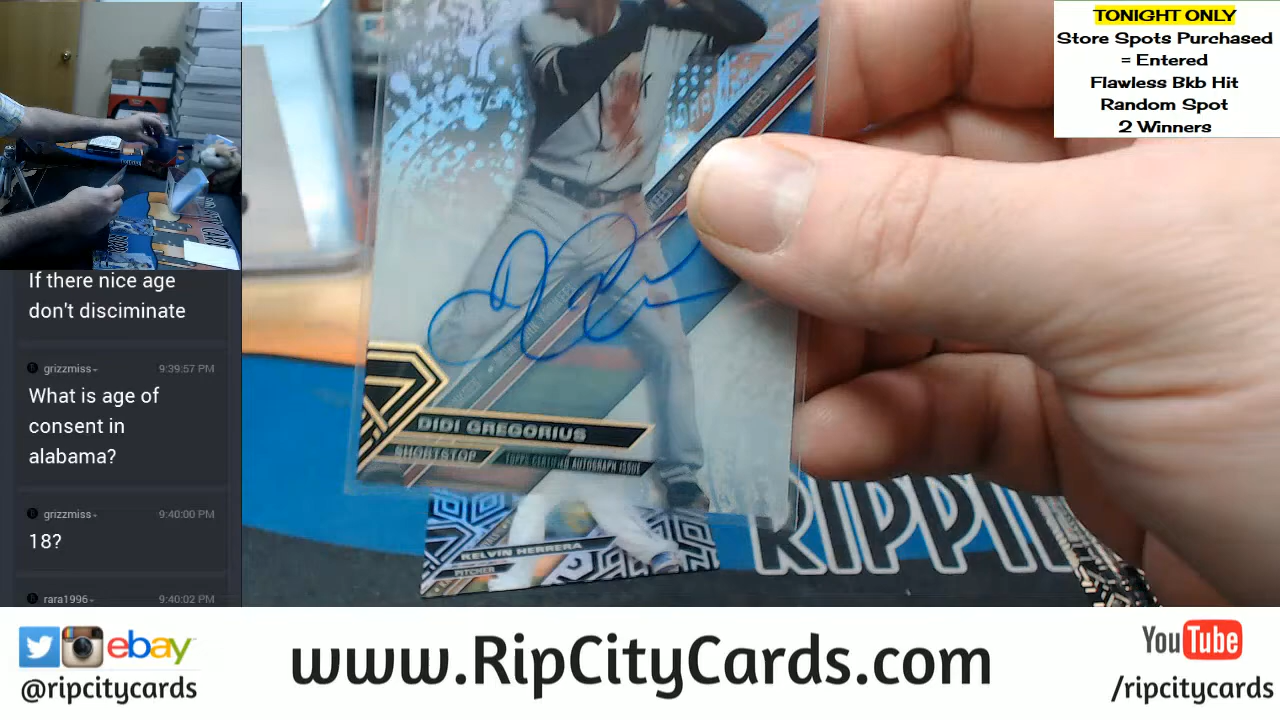 TONIGHT ONLY
Store Spots Purchased
= Entered
Flawless Bkb Hit
Random Spot
2 Winners
If there nice age
don't disciminate
grizzmiss
9:39:57 PM
What is age of
consent in
alabama?
grizzmiss
9:40:00 PM
18?
rara1996
9:40:02 PM
DIDI GREGORIUS
SHORTSTOP
TOPPS CERTIFIED AUTOGRAPH ISSUE
KELVIN HERRERA
PITCHER
RIPPI
ebay
@ripcitycards
www.RipCityCards.com
YouTube
/ripcitycards